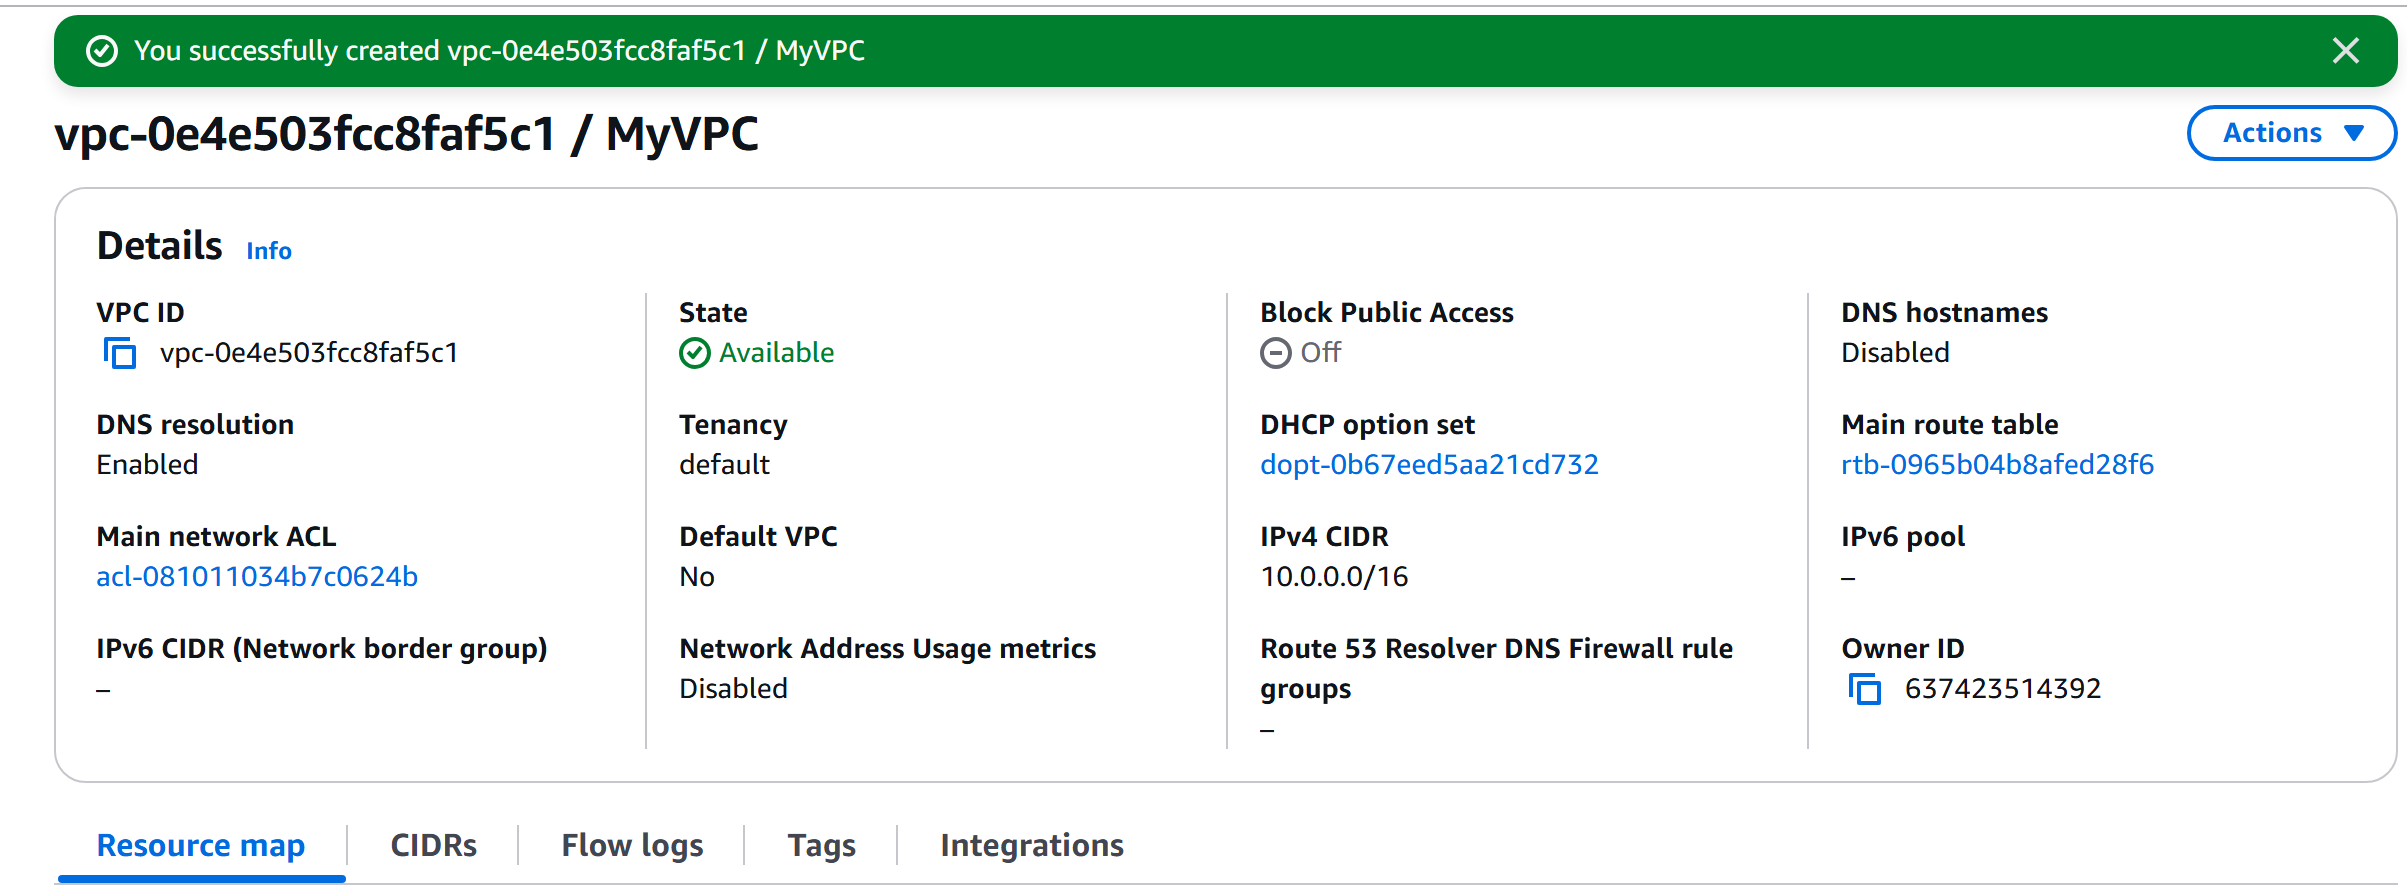 You successfully created vpc-0e4e503fcc8faf5c1 / MyVPC
vpc-0e4e503fcc8faf5c1 / MyVPC
Actions
Details Info
VPC ID
vpc-0e4e503fcc8faf5c1
State
Available
Block Public Access
Off
DNS hostnames
Disabled
DNS resolution
Enabled
Tenancy
default
DHCP option set
dopt-0b67eed5aa21cd732
Main route table
rtb-0965b04b8afed28f6
Main network ACL
acl-081011034b7c0624b
Default VPC
No
IPv4 CIDR
10.0.0.0/16
IPv6 pool
–
IPv6 CIDR (Network border group)
–
Network Address Usage metrics
Disabled
Route 53 Resolver DNS Firewall rule
groups
–
Owner ID
637423514392
Resource map
CIDRs
Flow logs
Tags
Integrations